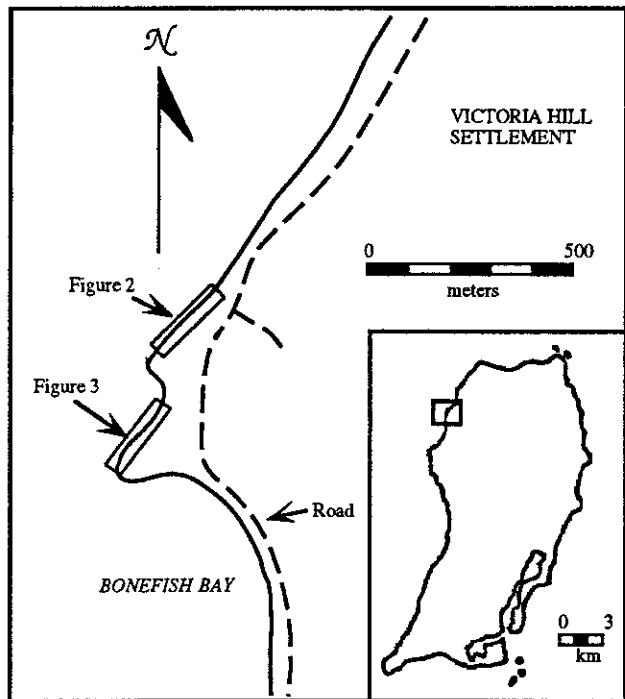 N
VICTORIA HILL
SETTLEMENT
0 500
meters
Figure 2
Figure 3
Road
BONEFISH BAY
0 3
km